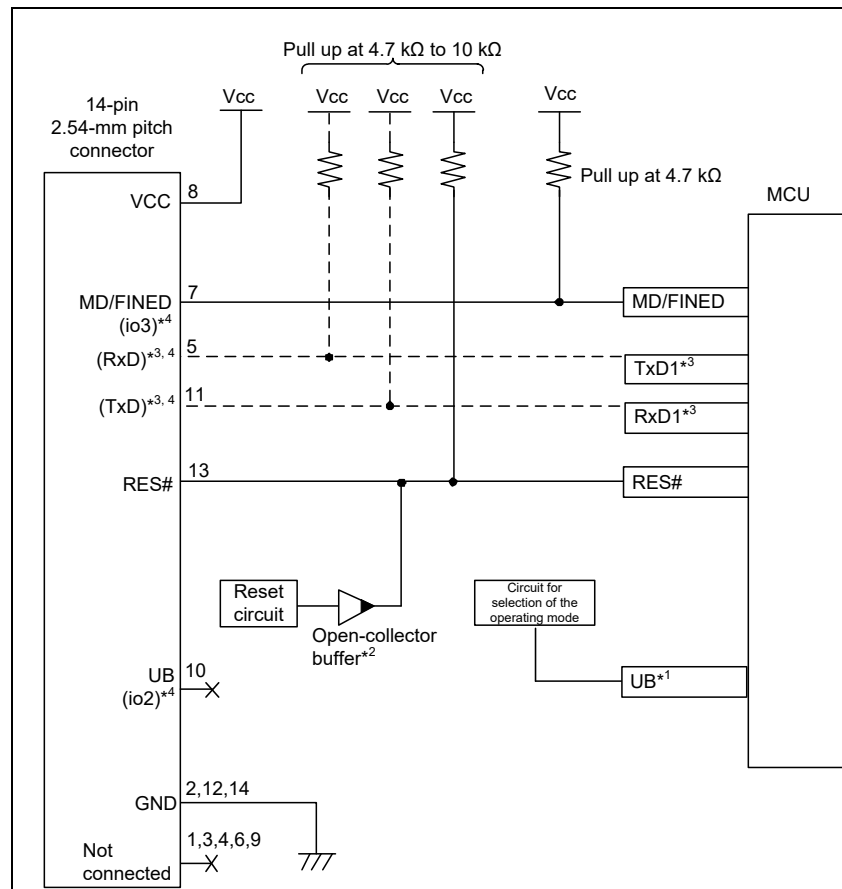 Pull up at 4.7 kΩ to 10 kΩ
14-pin
2.54-mm pitch
connector
Vcc
Vcc
Vcc
Vcc
Vcc
Pull up at 4.7 kΩ
MCU
VCC
8
MD/FINED
(io3)*4
7
MD/FINED
(RxD)*3, 4
5
TxD1*3
(TxD)*3, 4
11
RxD1*3
RES#
13
RES#
Reset
circuit
Open-collector
buffer*2
Circuit for
selection of the
operating mode
UB
(io2)*4
10
UB*1
GND
2,12,14
Not
connected
1,3,4,6,9